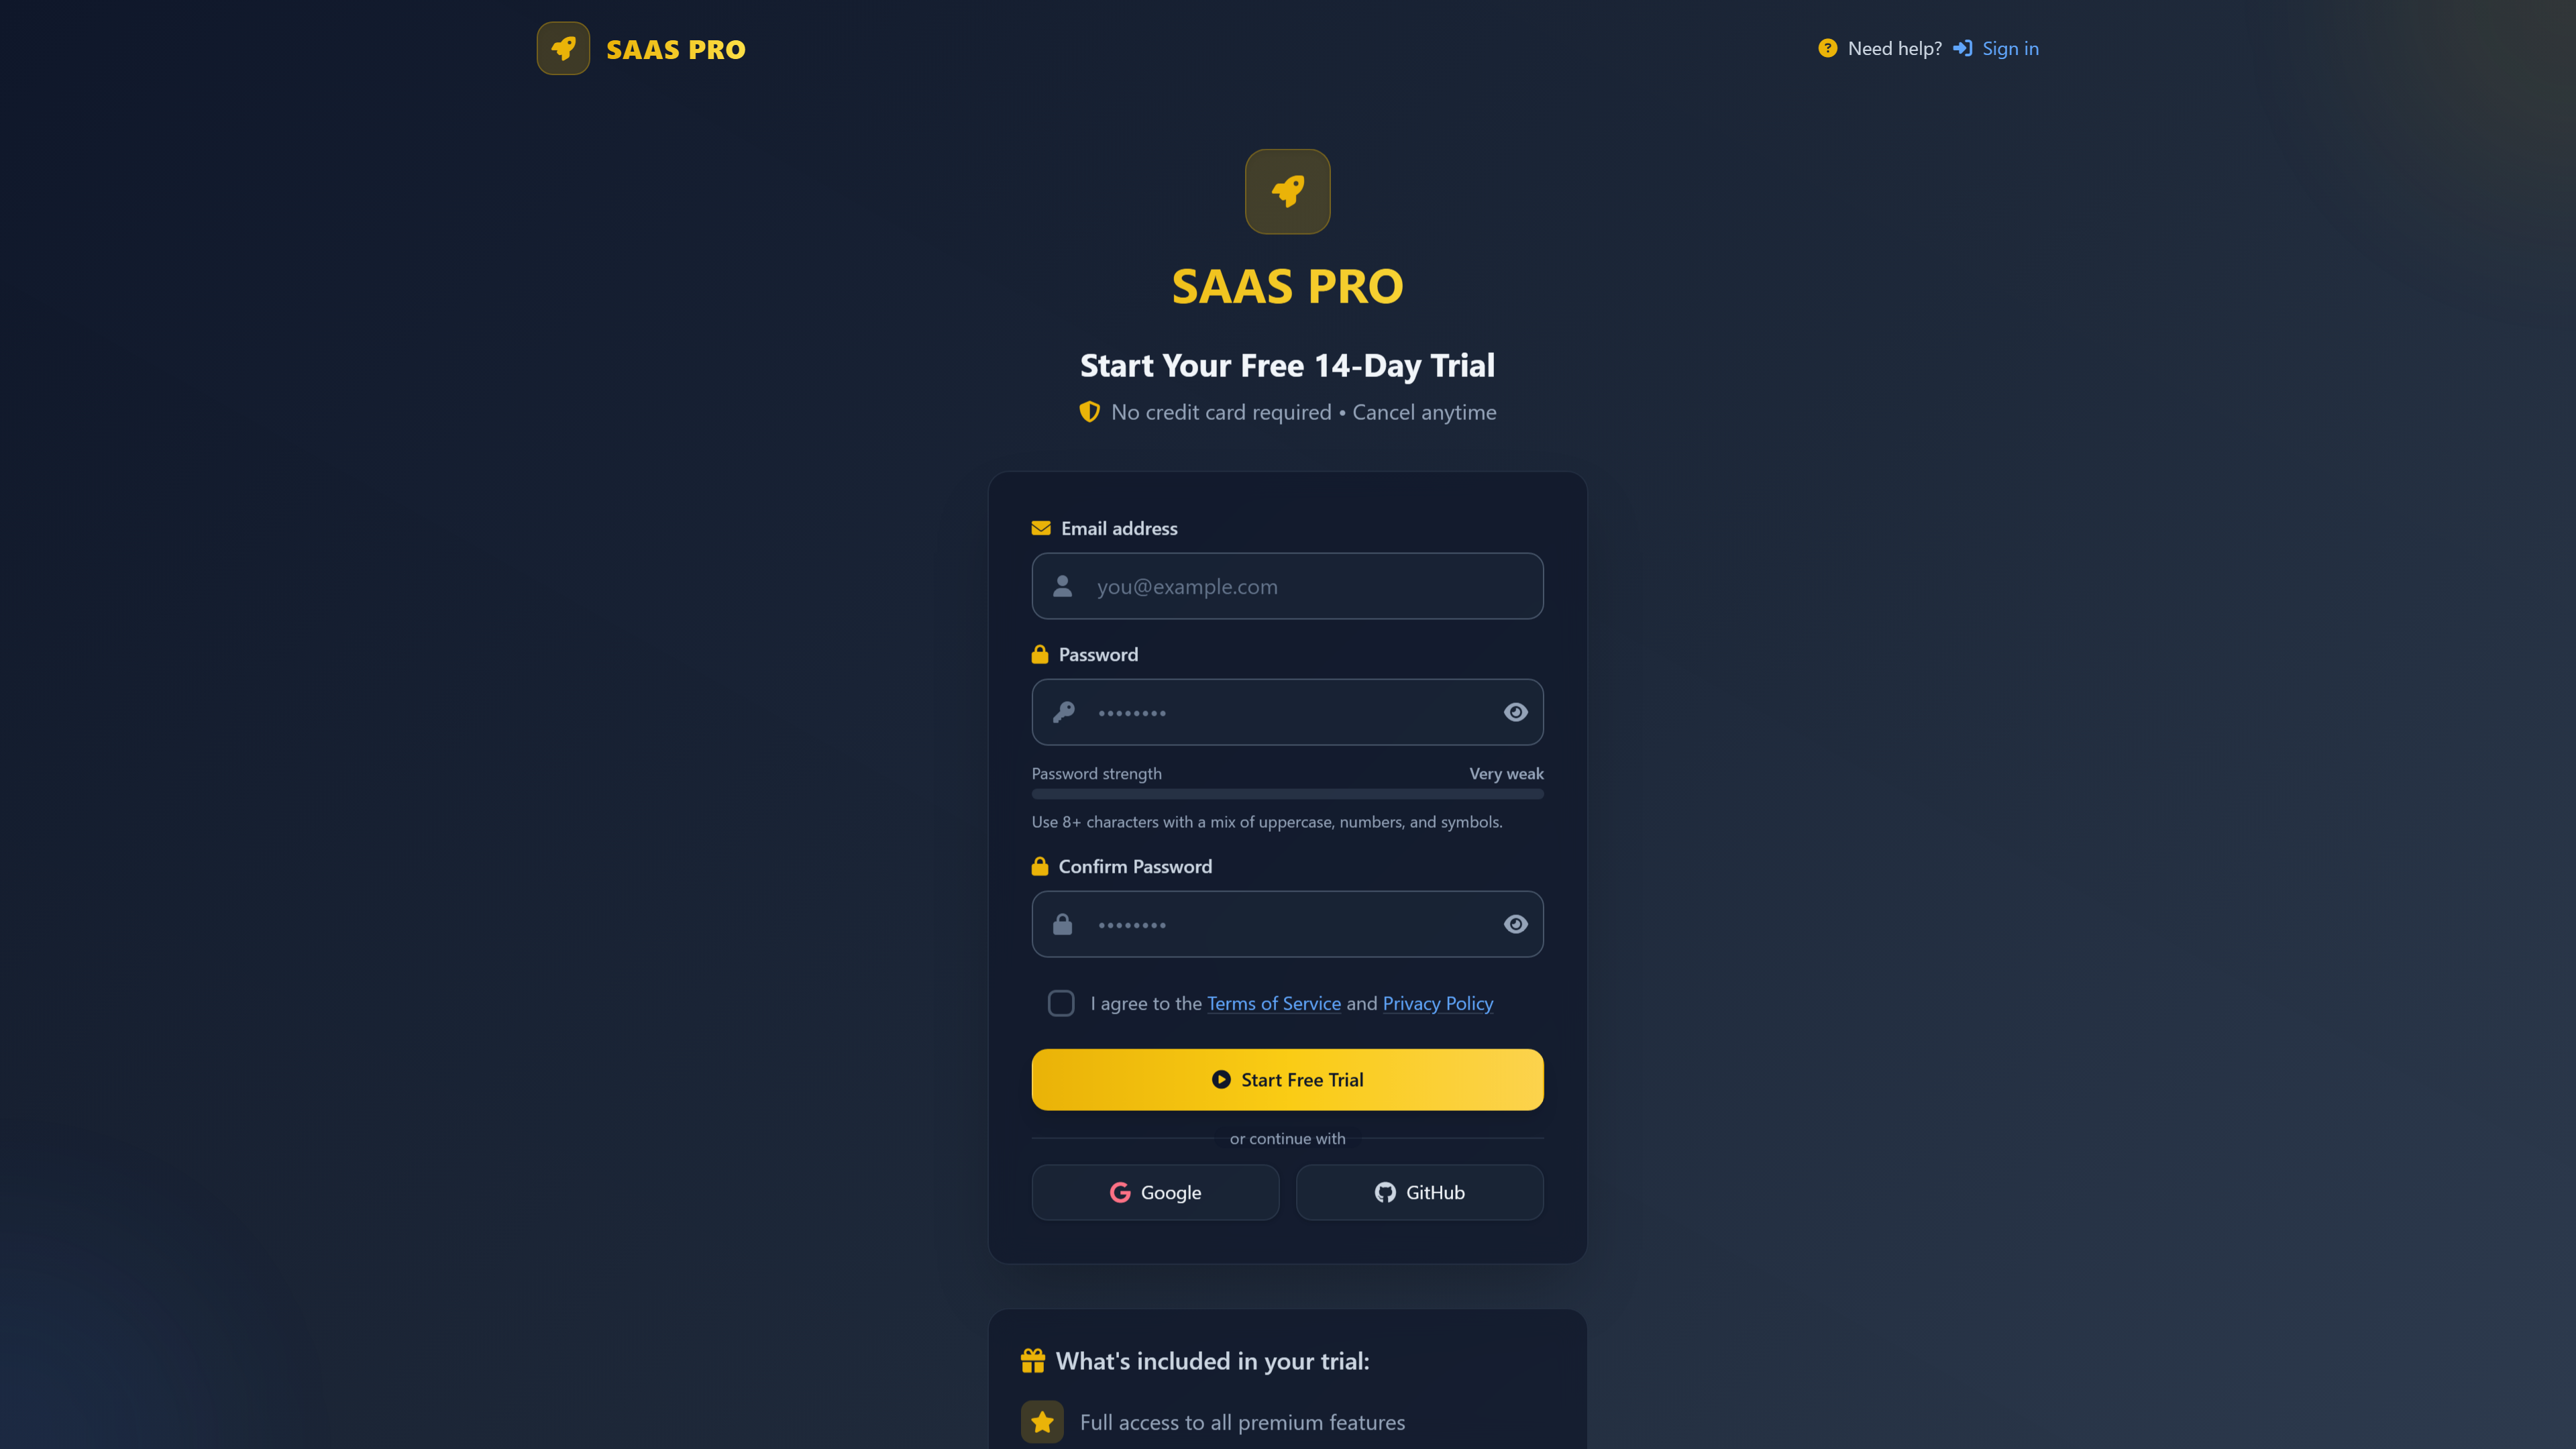 SAAS PRO
Need help? Sign in
SAAS PRO
Start Your Free 14-Day Trial
No credit card required • Cancel anytime
Email address
you@example.com
Password
••••••••
Password strength Very weak
Use 8+ characters with a mix of uppercase, numbers, and symbols.
Confirm Password
••••••••
I agree to the Terms of Service and Privacy Policy
Start Free Trial
or continue with
Google GitHub
What's included in your trial:
Full access to all premium features